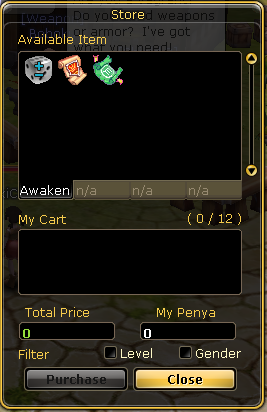 [Weapo
Do you need weapons
or armor? I've got
what you need!
Store
Available Item
Awaken n/a n/a n/a
My Cart ( 0 / 12 )
Total Price My Penya
0 0
Filter Level Gender
Purchase Close